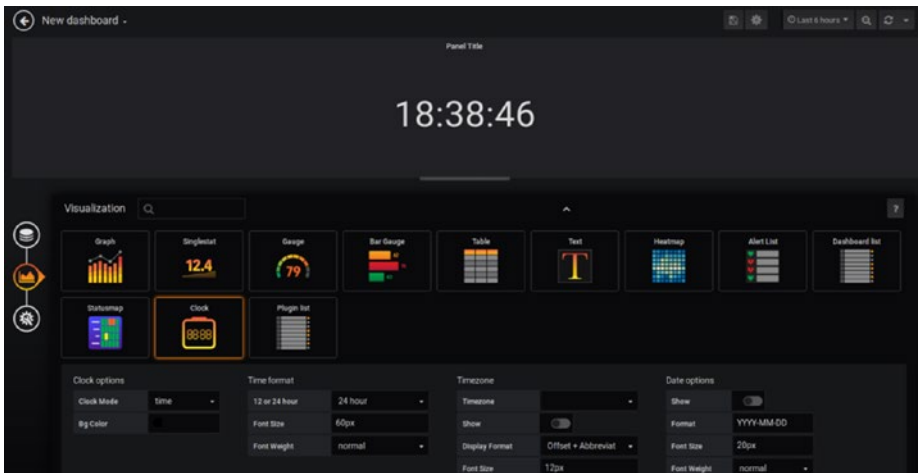 New dashboard
Last 6 hours
Panel Title
18:38:46
Visualization
?
Graph
Singlestat
12.4
Gauge
79
Bar Gauge
Table
Text
T
Heatmap
Alert List
Dashboard list
Statusmap
Clock
88:88
Plugin list
Clock options
Clock Mode time
Bg Color
Time format
12 or 24 hour 24 hour
Font Size 60px
Font Weight normal
Timezone
Timezone
Show
Display Format Offset + Abbreviat
Font Size 12px
Date options
Show
Format YYYY-MM-DD
Font Size 20px
Font Weight normal